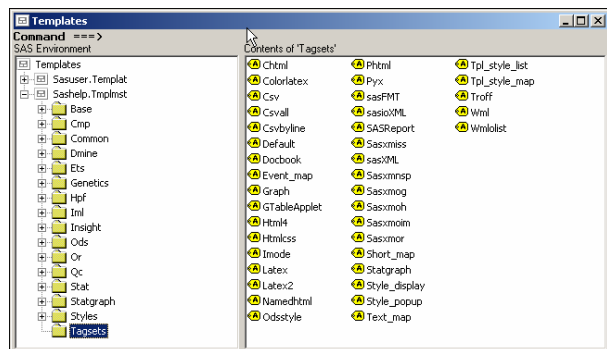 Templates
Command ===>
SAS Environment
Contents of 'Tagsets'
Templates
Sasuser.Templat
Sashelp.Tmplmst
Base
Cmp
Common
Dmine
Ets
Genetics
Hpf
Iml
Insight
Ods
Or
Qc
Stat
Statgraph
Styles
Tagsets
Chtml
Colorlatex
Csv
Csvall
Csvbyline
Default
Docbook
Event_map
Graph
GTableApplet
Html4
Htmlcss
Imode
Latex
Latex2
Namedhtml
Odsstyle
Phtml
Pyx
sasFMT
sasioXML
SASReport
Sasxmiss
sasXML
Sasxmnsp
Sasxmog
Sasxmoh
Sasxmoim
Sasxmor
Short_map
Statgraph
Style_display
Style_popup
Text_map
Tpl_style_list
Tpl_style_map
Troff
Wml
Wmlolist